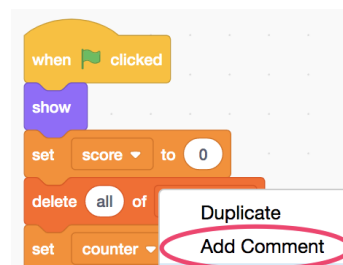 when clicked
show
set score to 0
delete all of
Duplicate
set counter
Add Comment